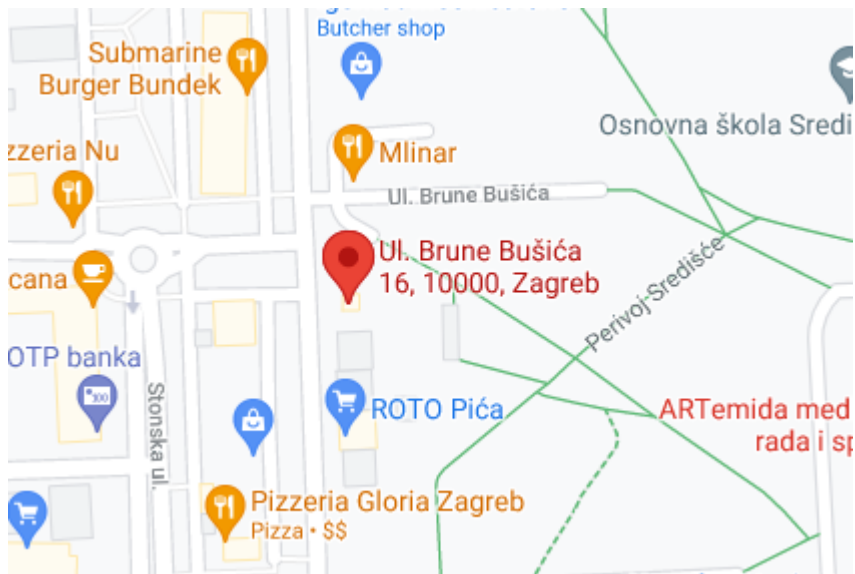 Butcher shop
Submarine
Burger Bundek
Osnovna škola Sredi
zzeria Nu
Mlinar
Ul. Brune Bušića
Ul. Brune Bušića
16, 10000, Zagreb
cana
Perivoj Središće
OTP banka
100
Stonska ul.
ROTO Pića
ARTemida med
rada i sp
Pizzeria Gloria Zagreb
Pizza • $$